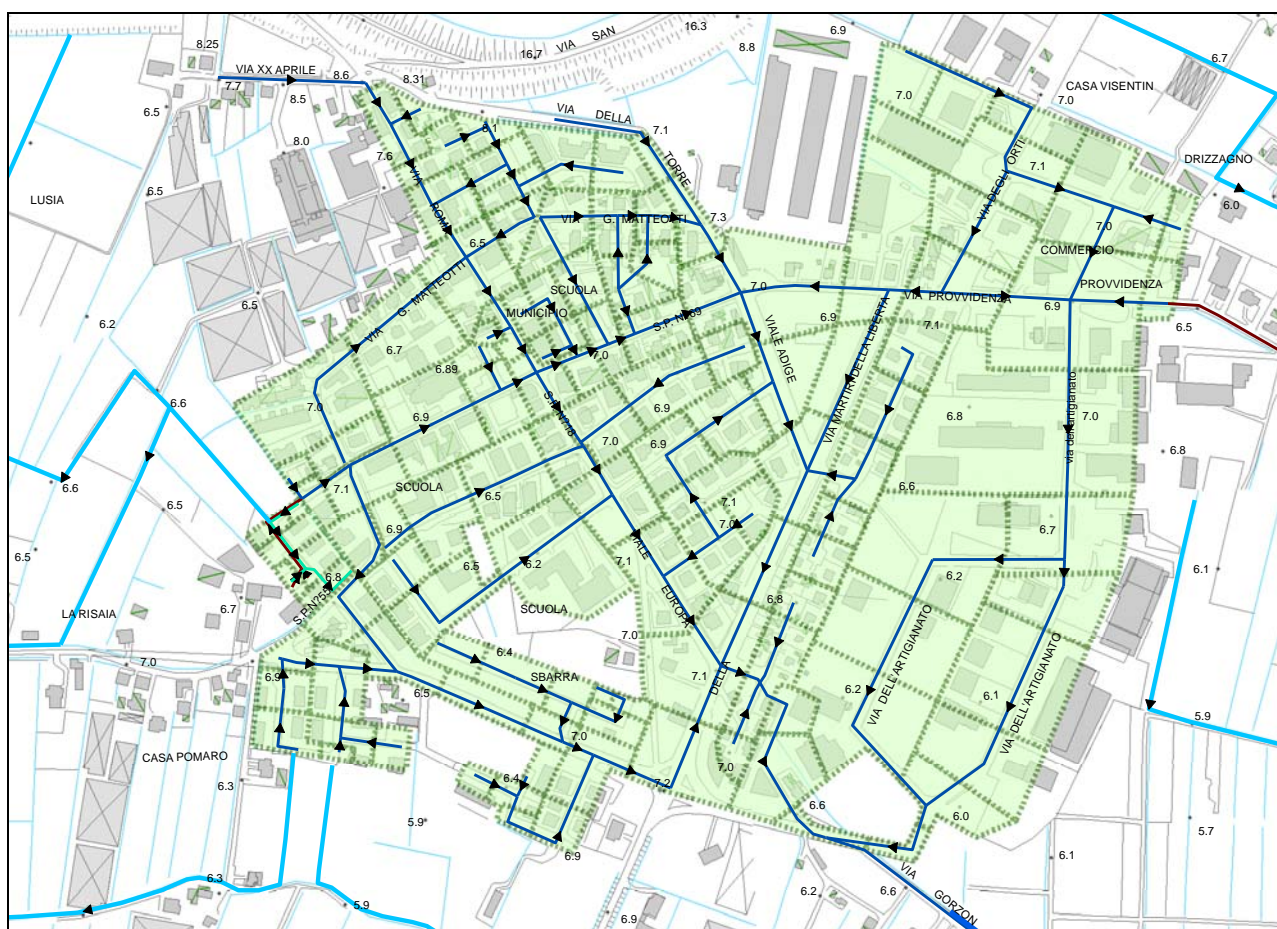 16.3
6.9
8.25
VIA SAN
16.7
8.8
6.7
VIA XX APRILE
8.6
8.31
7.7
8.5
CASA VISENTIN
7.0
7.0
6.5
VIA DELLA
8.1
7.1
8.0
7.6
VIA
TORRE
DRIZZAGNO
7.1
VIA DEGLI ORTI
6.5
LUSIA
ROMA
6.0
VIA G. MATTEOTTI
7.3
7.0
6.5
COMMERCIO
VIA G. MATTEOTTI
SCUOLA
7.0
PROVVIDENZA
6.5
VIA PROVVIDENZA
6.9
6.5
MUNICIPIO
6.2
6.9
7.1
VIALE ADIGE
6.7
7.0
6.89
VIA MARTIRI DELLA LIBERTA'
S.P. N?18
6.6
7.0
6.9
6.9
6.8
7.0
via dell'artigianato
7.0
6.9
6.8
7.1
SCUOLA
6.5
6.6
6.6
7.1
6.5
7.0
6.7
6.9
6.5
7.1
6.5
6.2
6.2
6.1
6.8
6.8
VIALE EUROPA
6.7
LA RISAIA
SCUOLA
7.0
VIA DELL'ARTIGIANATO
VIA DELL'ARTIGIANATO
6.4
7.0
6.9
SBARRA
7.1
DELLA
6.2
6.1
6.5
5.9
7.0
CASA POMARO
7.0
6.3
6.4
7.2
6.6
5.9
6.0
5.7
6.9
6.1
VIA GORZON
6.3
6.2
6.6
5.9
6.9